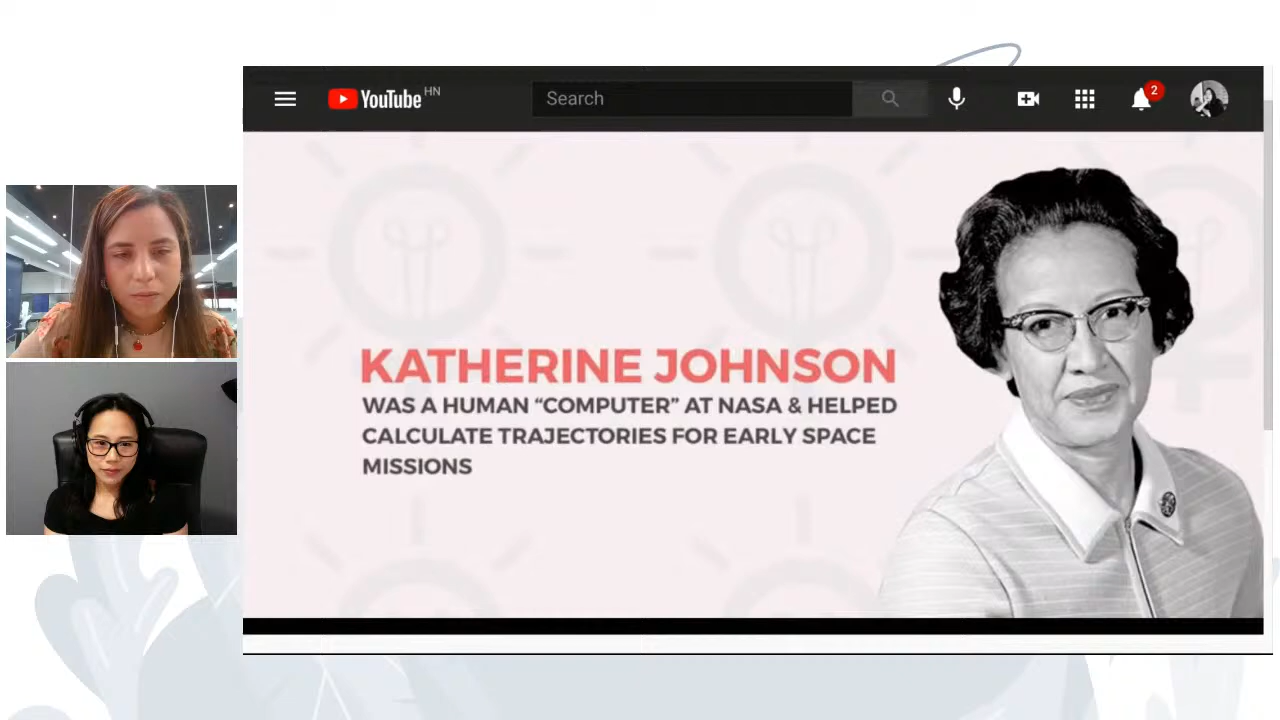 YouTube HN
Search
2
KATHERINE JOHNSON
WAS A HUMAN “COMPUTER” AT NASA & HELPED
CALCULATE TRAJECTORIES FOR EARLY SPACE
MISSIONS